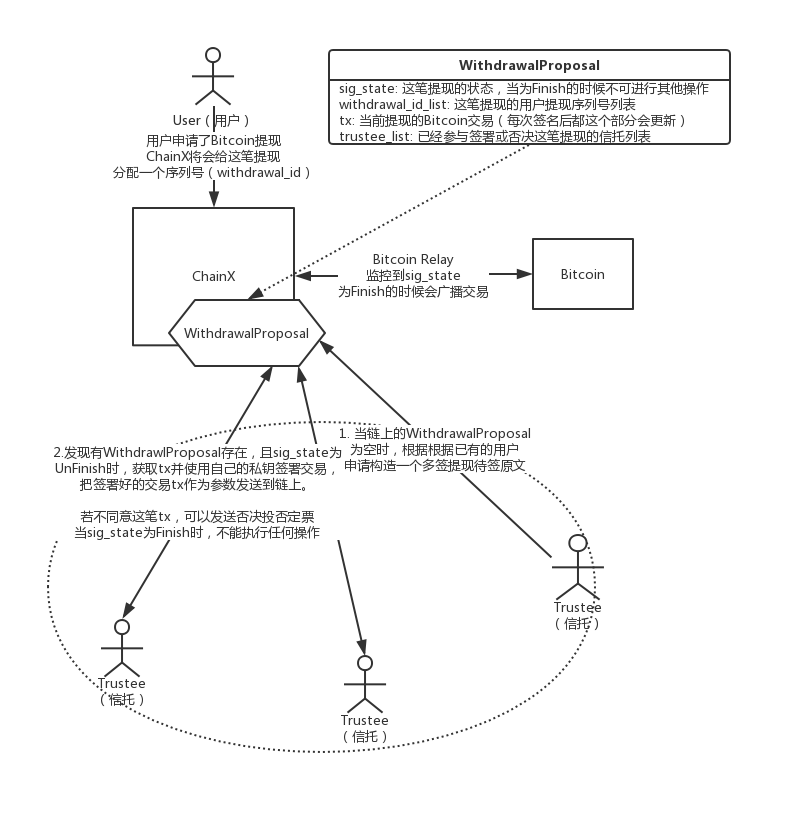 WithdrawalProposal
sig_state: 这笔提现的状态，当为Finish的时候不可进行其他操作
withdrawal_id_list: 这笔提现的用户提现序列号列表
tx: 当前提现的Bitcoin交易（每次签名后都这个部分会更新）
trustee_list: 已经参与签署或否决这笔提现的信托列表
User（用户）
用户申请了Bitcoin提现
ChainX将会给这笔提现
分配一个序列号（withdrawal_id）
ChainX
Bitcoin Relay
监控到sig_state
为Finish的时候会广播交易
Bitcoin
WithdrawalProposal
1. 当链上的WithdrawalProposal
为空时，根据根据已有的用户
申请构造一个多签提现待签原文
2.发现有WithdrawlProposal存在，且sig_state为
UnFinish时，获取tx并使用自己的私钥签署交易，
把签署好的交易tx作为参数发送到链上。
若不同意这笔tx，可以发送否决投否定票
当sig_state为Finish时，不能执行任何操作
Trustee
（信托）
Trustee
（信托）
Trustee
（信托）